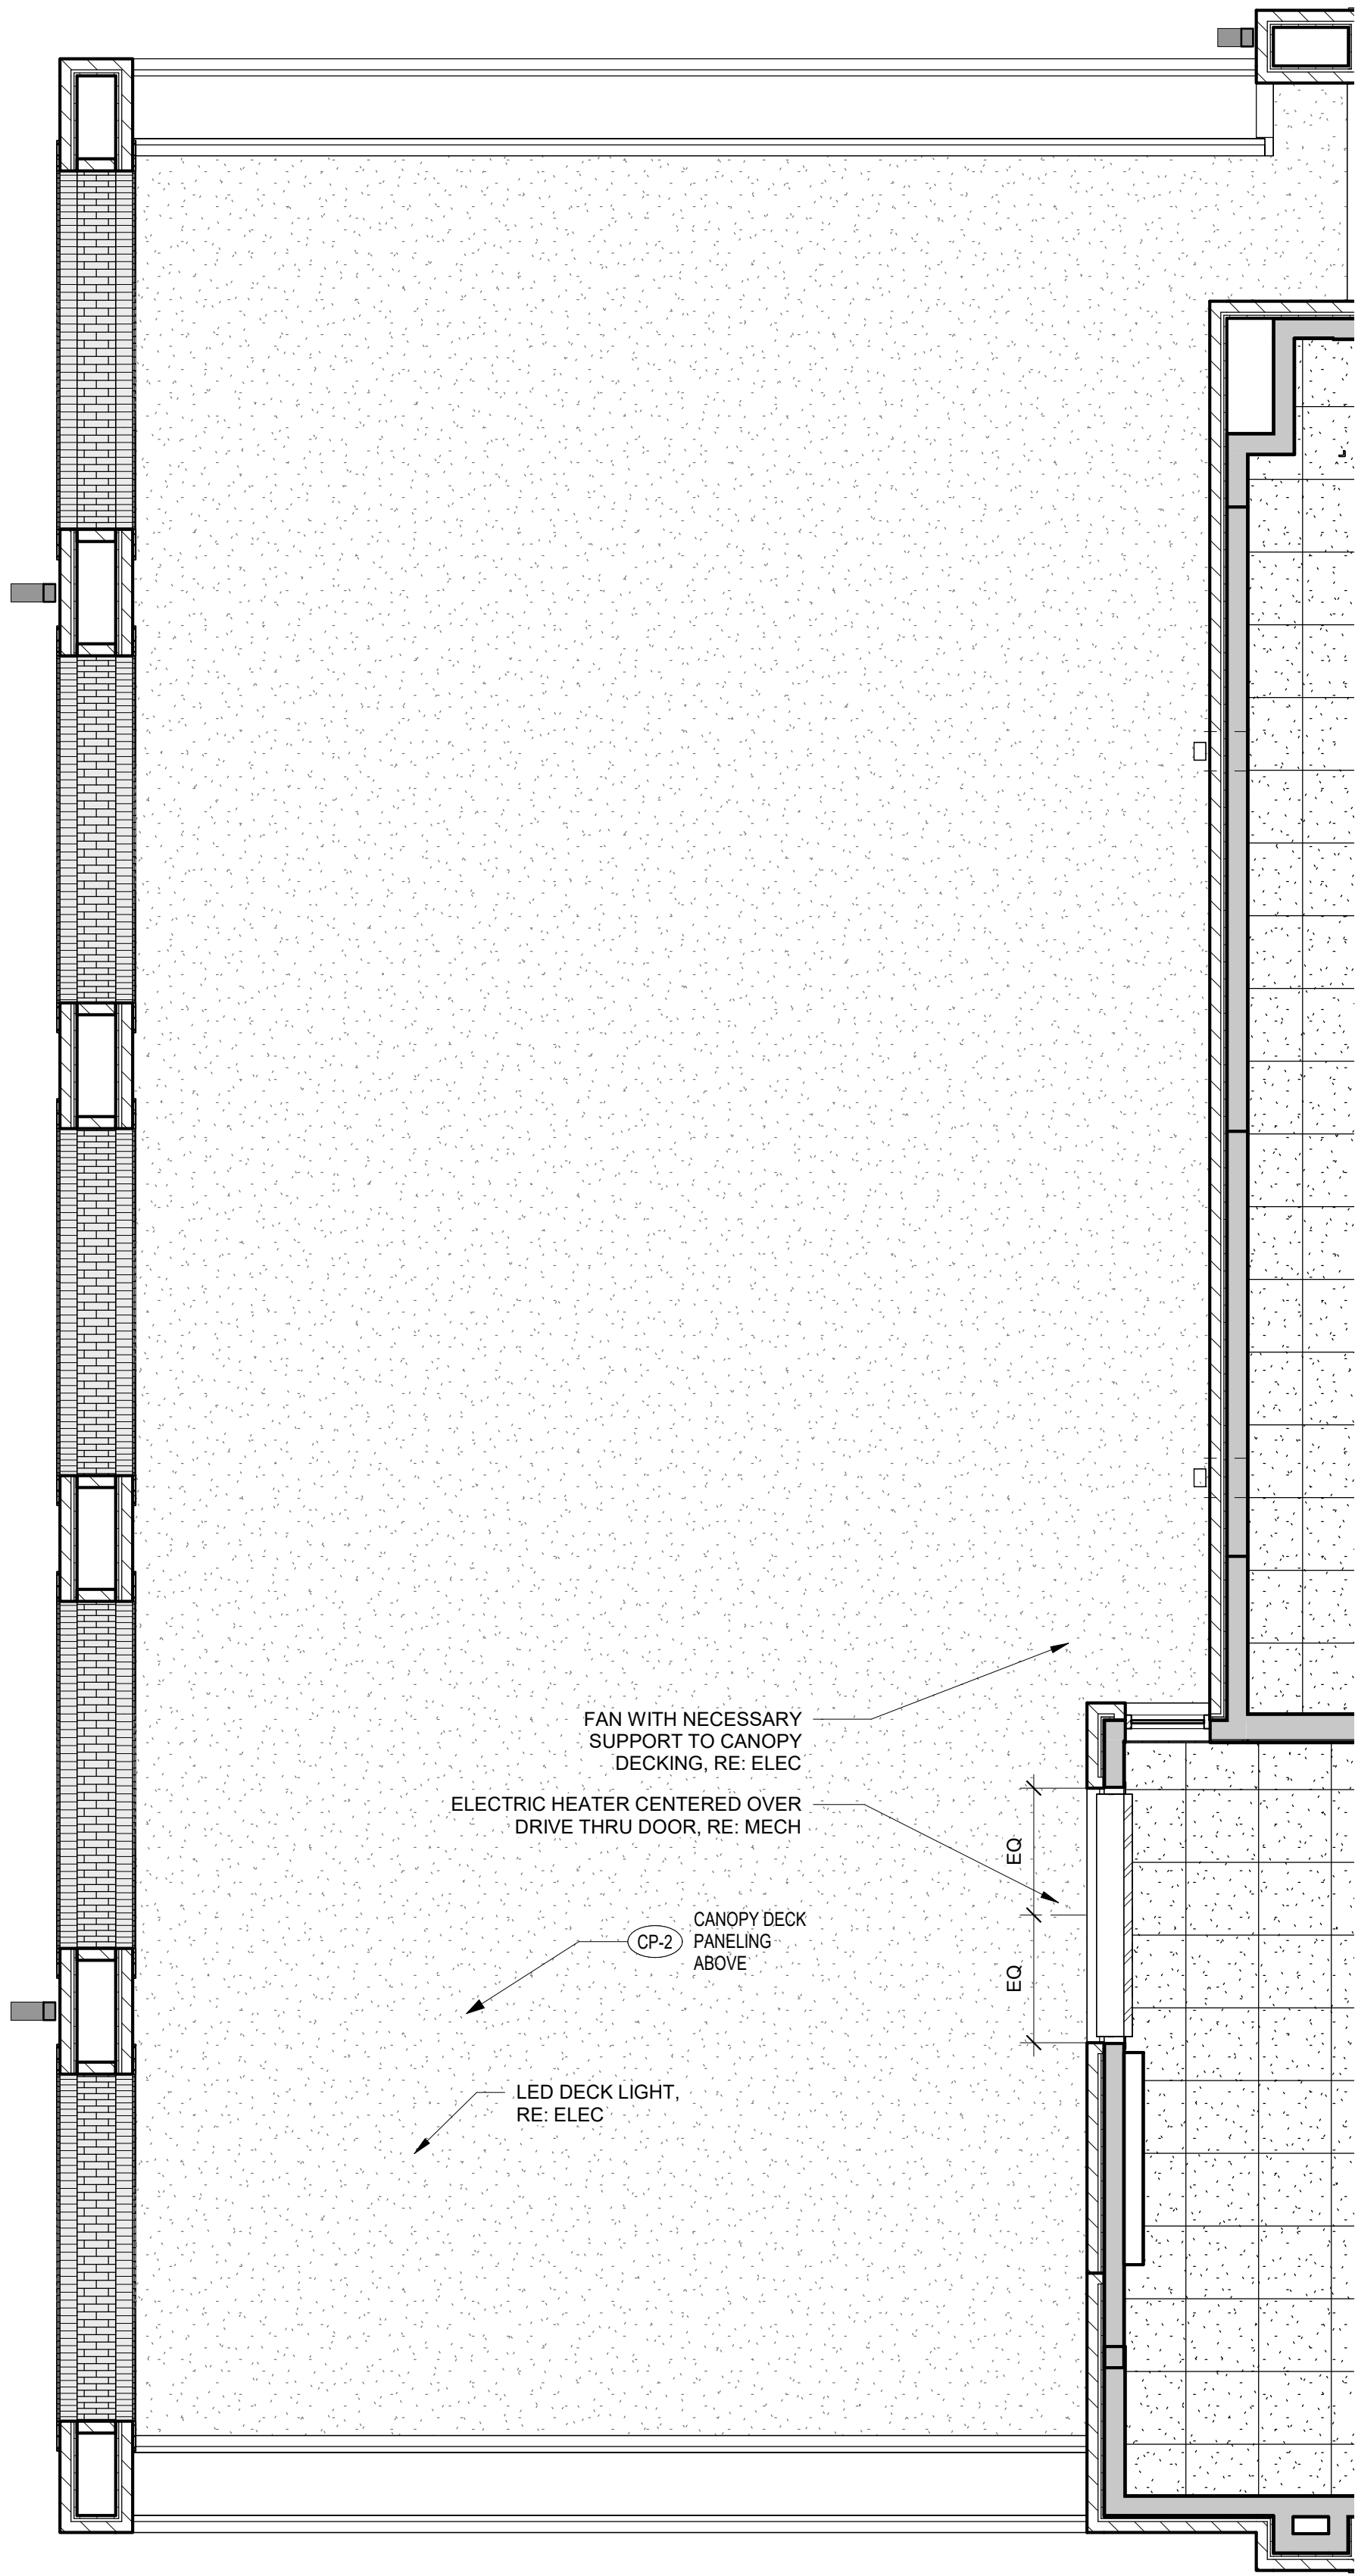 FAN WITH NECESSARY
SUPPORT TO CANOPY
DECKING, RE: ELEC
ELECTRIC HEATER CENTERED OVER
DRIVE THRU DOOR, RE: MECH
EQ
EQ
CP-2
CANOPY DECK
PANELING
ABOVE
LED DECK LIGHT,
RE: ELEC